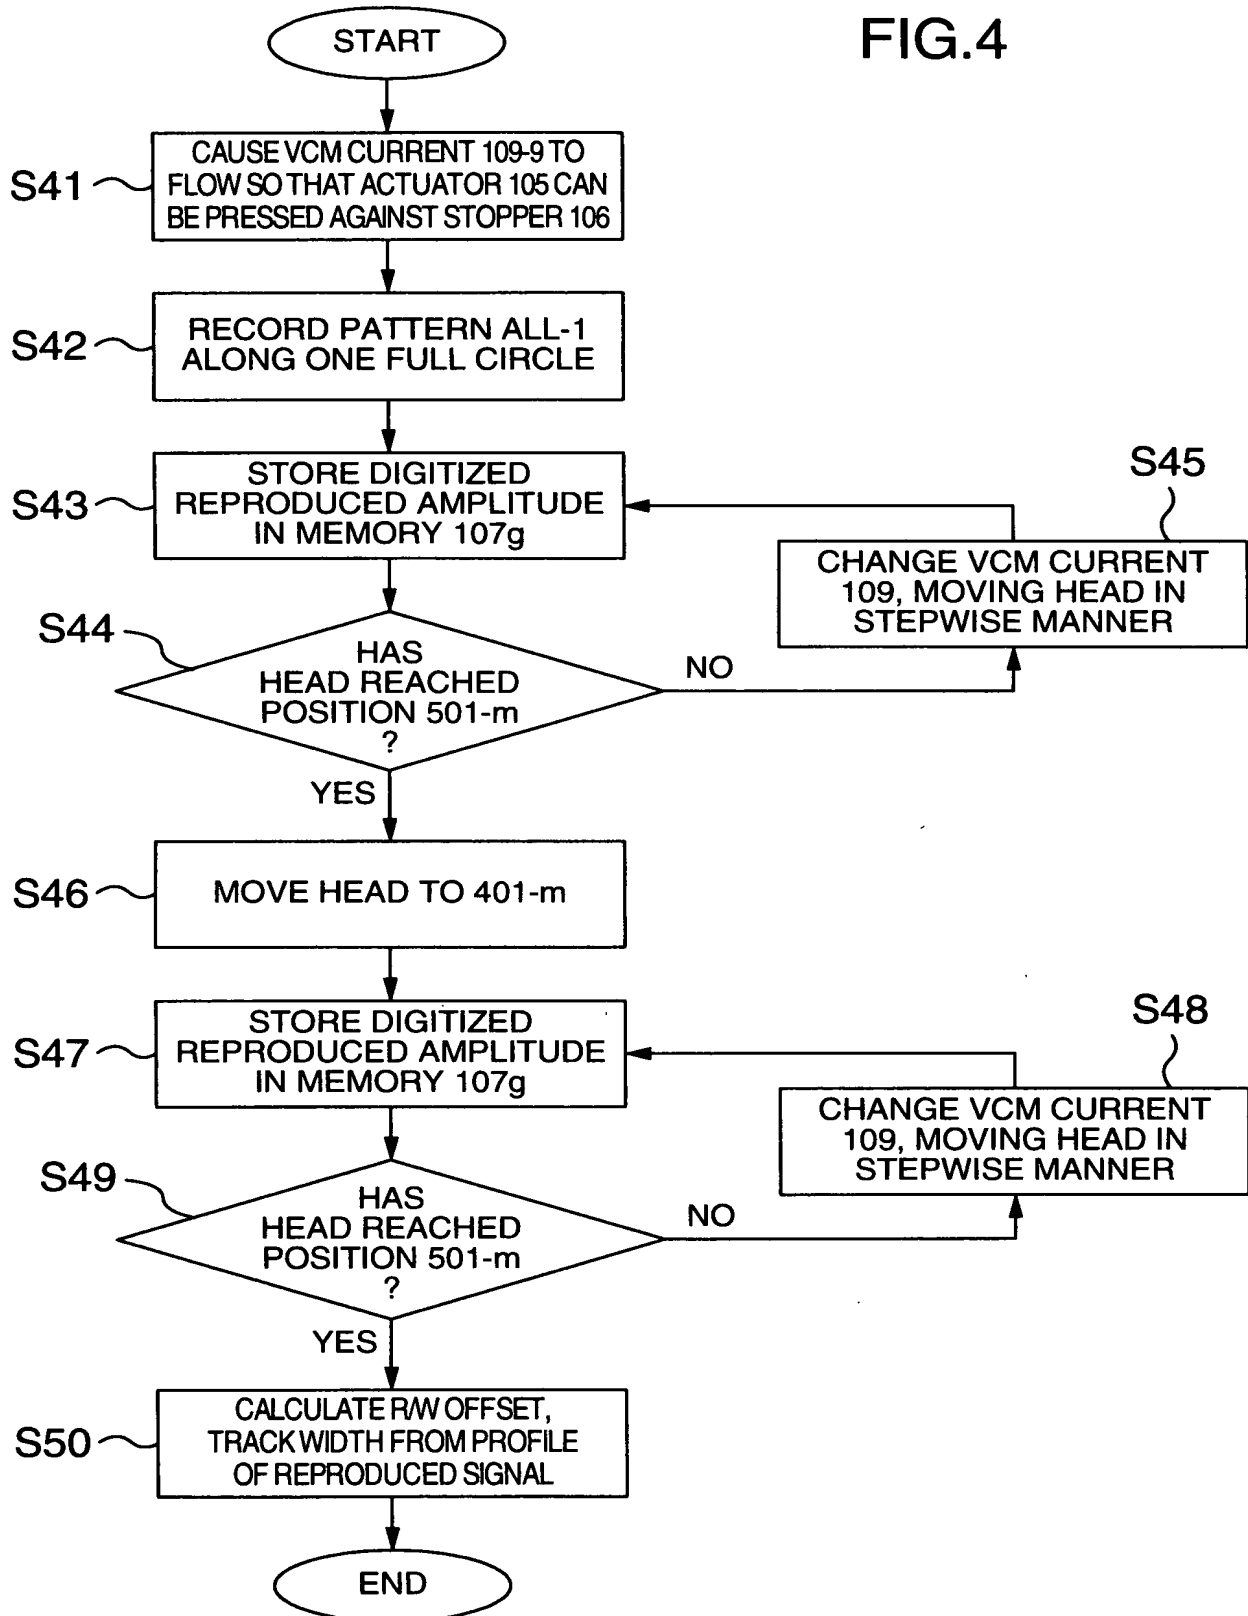 FIG.4
START
S41
CAUSE VCM CURRENT 109-9 TO
FLOW SO THAT ACTUATOR 105 CAN
BE PRESSED AGAINST STOPPER 106
S42
RECORD PATTERN ALL-1
ALONG ONE FULL CIRCLE
S43
STORE DIGITIZED
REPRODUCED AMPLITUDE
IN MEMORY 107g
S45
CHANGE VCM CURRENT
109, MOVING HEAD IN
STEPWISE MANNER
S44
HAS
HEAD REACHED
POSITION 501-m
?
NO
YES
S46
MOVE HEAD TO 401-m
S47
STORE DIGITIZED
REPRODUCED AMPLITUDE
IN MEMORY 107g
S48
CHANGE VCM CURRENT
109, MOVING HEAD IN
STEPWISE MANNER
S49
HAS
HEAD REACHED
POSITION 501-m
?
NO
YES
S50
CALCULATE R/W OFFSET,
TRACK WIDTH FROM PROFILE
OF REPRODUCED SIGNAL
END